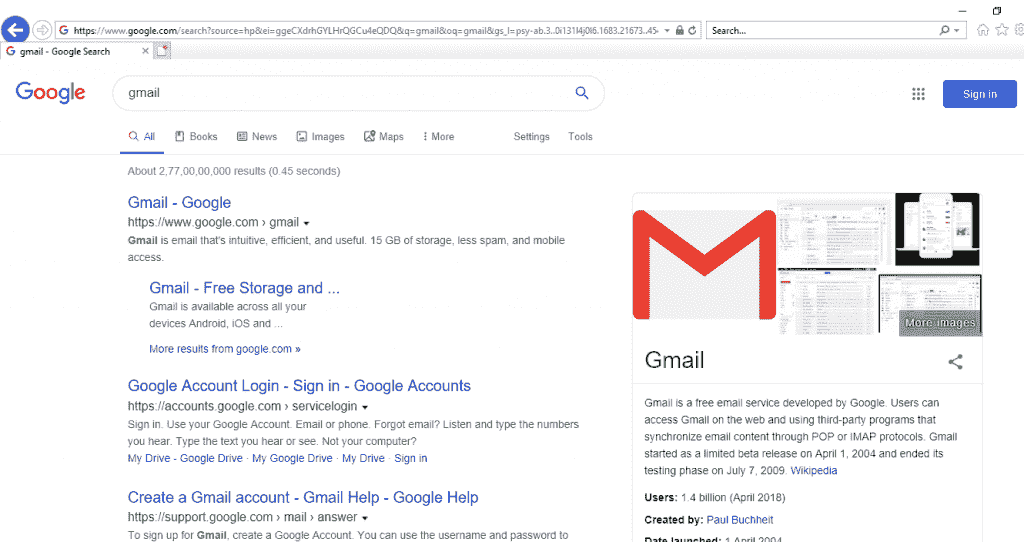 https://www.google.com/search?source=hp&ei=ggeCXdrhGYLHrQGCu4eQDQ&q=gmail&oq=gmail&gs_l=psy-ab.3..0i131l4j0l6.1683.21673..45
Search...
gmail - Google Search
Google
gmail
Sign in
All
Books
News
Images
Maps
More
Settings
Tools
About 2,77,00,00,000 results (0.45 seconds)
Gmail - Google
https://www.google.com › gmail
Gmail is email that's intuitive, efficient, and useful. 15 GB of storage, less spam, and mobile
access.
Gmail - Free Storage and ...
Gmail is available across all your
devices Android, iOS and ...
More results from google.com »
Google Account Login - Sign in - Google Accounts
https://accounts.google.com › servicelogin
Sign in. Use your Google Account. Email or phone. Forgot email? Listen and type the numbers
you hear. Type the text you hear or see. Not your computer?
My Drive - Google Drive · My Google Drive · My Drive · Sign in
Create a Gmail account - Gmail Help - Google Help
https://support.google.com › mail › answer
To sign up for Gmail, create a Google Account. You can use the username and password to
More images
Gmail
Gmail is a free email service developed by Google. Users can
access Gmail on the web and using third-party programs that
synchronize email content through POP or IMAP protocols. Gmail
started as a limited beta release on April 1, 2004 and ended its
testing phase on July 7, 2009. Wikipedia
Users: 1.4 billion (April 2018)
Created by: Paul Buchheit
Date launched: 1 April 2004